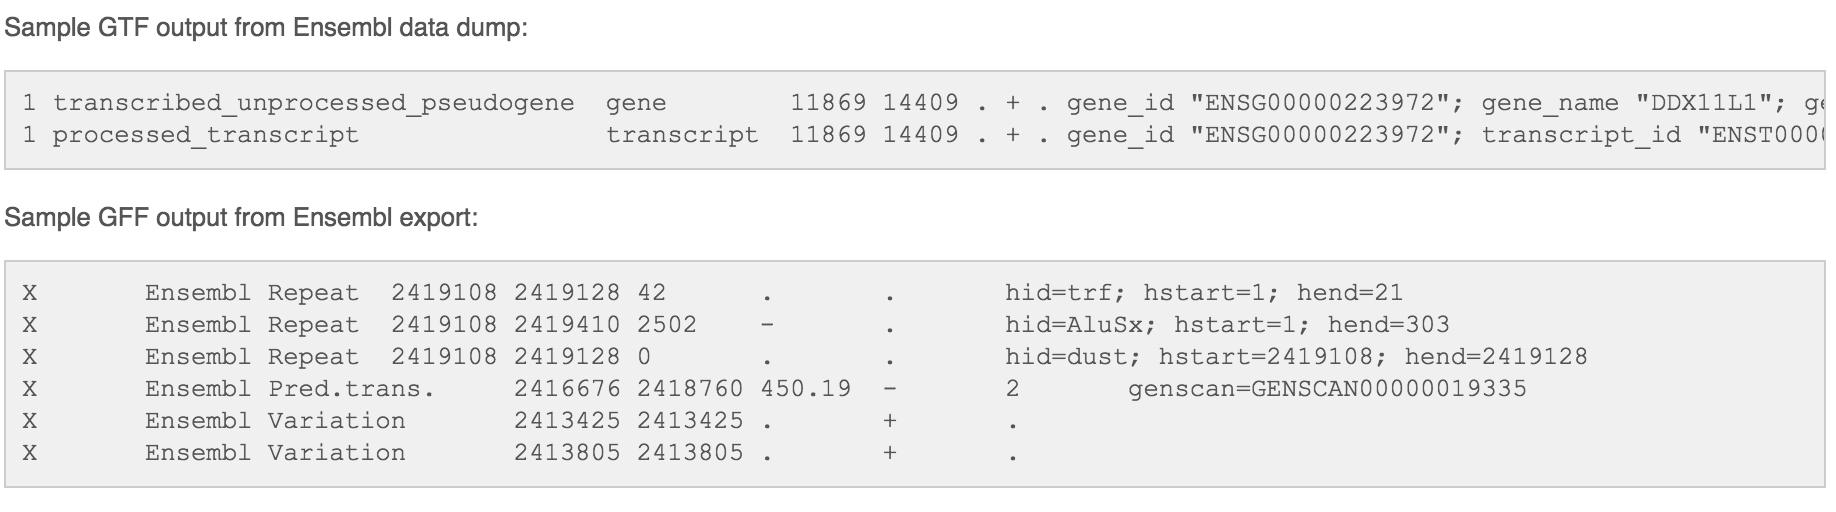 Sample GTF output from Ensembl data dump:
1 transcribed_unprocessed_pseudogene  gene        11869 14409 . + . gene_id "ENSG00000223972"; gene_name "DDX11L1";
1 processed_transcript                transcript  11869 14409 . + . gene_id "ENSG00000223972"; transcript_id
Sample GFF output from Ensembl export:
X       Ensembl Repeat  2419108 2419128 42      .       .       hid=trf; hstart=1; hend=21
X       Ensembl Repeat  2419108 2419410 2502    -       .       hid=AluSx; hstart=1; hend=303
X       Ensembl Repeat  2419108 2419128 0       .       .       hid=dust; hstart=2419108; hend=2419128
X       Ensembl Pred.trans.     2416676 2418760 450.19  -       2       genscan=GENSCAN00000019335
X       Ensembl Variation       2413425 2413425 .       +       .
X       Ensembl Variation       2413805 2413805 .       +       .